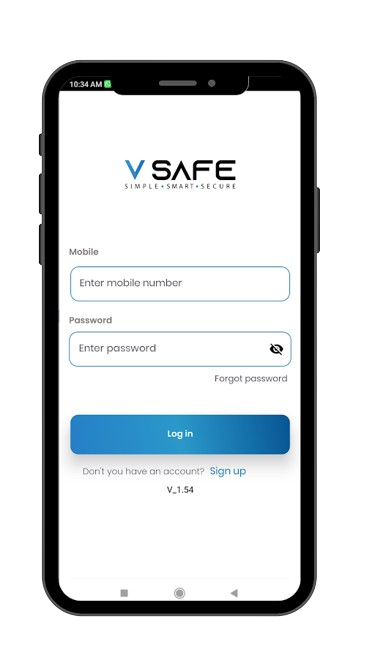 10:34 AM
V SAFE
SIMPLE•SMART•SECURE
Mobile
Enter mobile number
Password
Enter password
Forgot password
Log in
Don't you have an account? Sign up
V_1.54